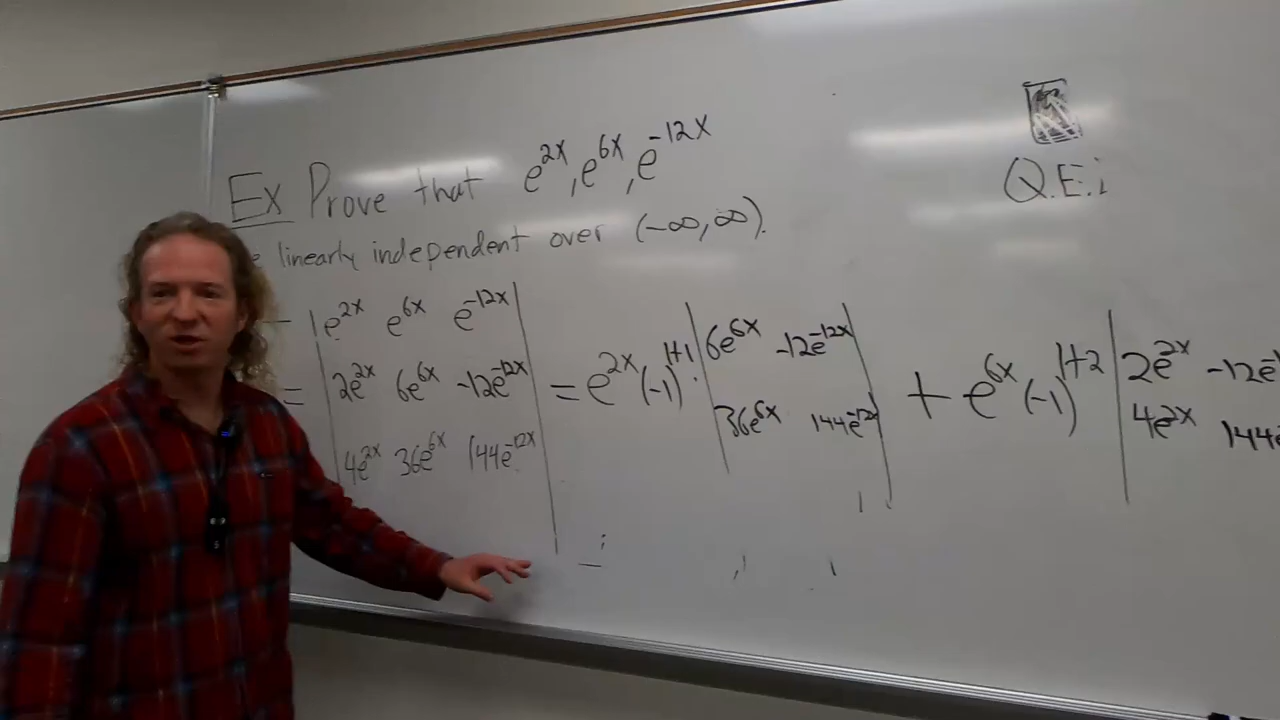 Ex Prove that e^2x, e^6x, e^-12x
linearly independent over (-∞,∞).
Q.E.i
e^2x e^6x e^-12x
= 2e^2x 6e^6x -12e^-12x = e^2x (-1)^1+1 · 6e^6x -12e^-12x + e^6x (-1)^1+2 2e^2x -12e
4e^2x 36e^6x 144e^-12x 36e^6x 144e^-12x 4e^2x 144e